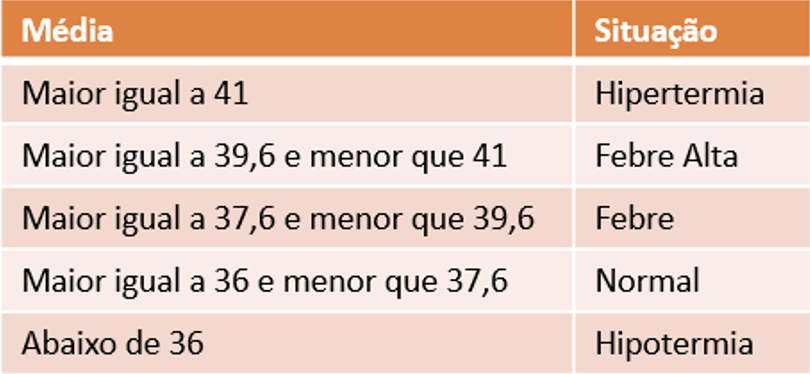 Média Situação
Maior igual a 41 Hipertermia
Maior igual a 39,6 e menor que 41 Febre Alta
Maior igual a 37,6 e menor que 39,6 Febre
Maior igual a 36 e menor que 37,6 Normal
Abaixo de 36 Hipotermia